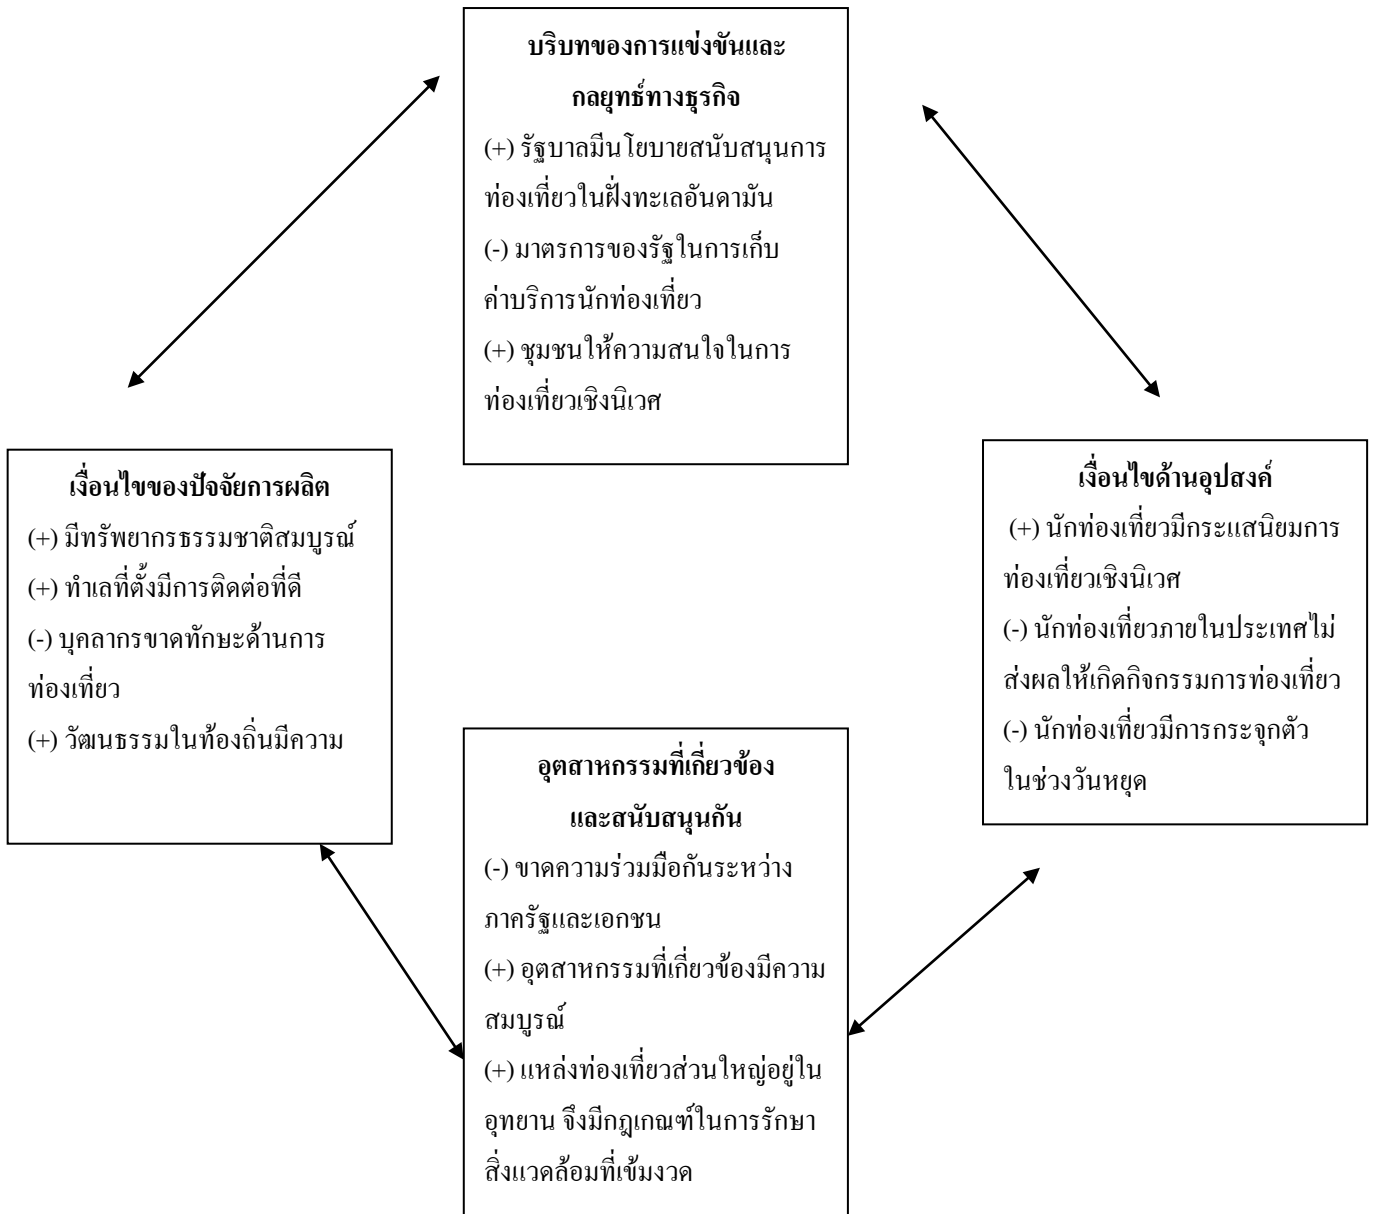 บริบทของการแข่งขันและ
กลยุทธ์ทางธุรกิจ
(+) รัฐบาลมีนโยบายสนับสนุนการ
ท่องเที่ยวในฝั่งทะเลอันดามัน
(-) มาตรการของรัฐในการเก็บ
ค่าบริการนักท่องเที่ยว
(+) ชุมชนให้ความสนใจในการ
ท่องเที่ยวเชิงนิเวศ
เงื่อนไขของปัจจัยการผลิต
(+) มีทรัพยากรธรรมชาติสมบูรณ์
(+) ทำเลที่ตั้งมีการติดต่อที่ดี
(-) บุคลากรขาดทักษะด้านการ
ท่องเที่ยว
(+) วัฒนธรรมในท้องถิ่นมีความ
เงื่อนไขด้านอุปสงค์
(+) นักท่องเที่ยวมีกระแสนิยมการ
ท่องเที่ยวเชิงนิเวศ
(-) นักท่องเที่ยวภายในประเทศไม่
ส่งผลให้เกิดกิจกรรมการท่องเที่ยว
(-) นักท่องเที่ยวมีการกระจุกตัว
ในช่วงวันหยุด
อุตสาหกรรมที่เกี่ยวข้อง
และสนับสนุนกัน
(-) ขาดความร่วมมือกันระหว่าง
ภาครัฐและเอกชน
(+) อุตสาหกรรมที่เกี่ยวข้องมีความ
สมบูรณ์
(+) แหล่งท่องเที่ยวส่วนใหญ่อยู่ใน
อุทยาน จึงมีกฎเกณฑ์ในการรักษา
สิ่งแวดล้อมที่เข้มงวด